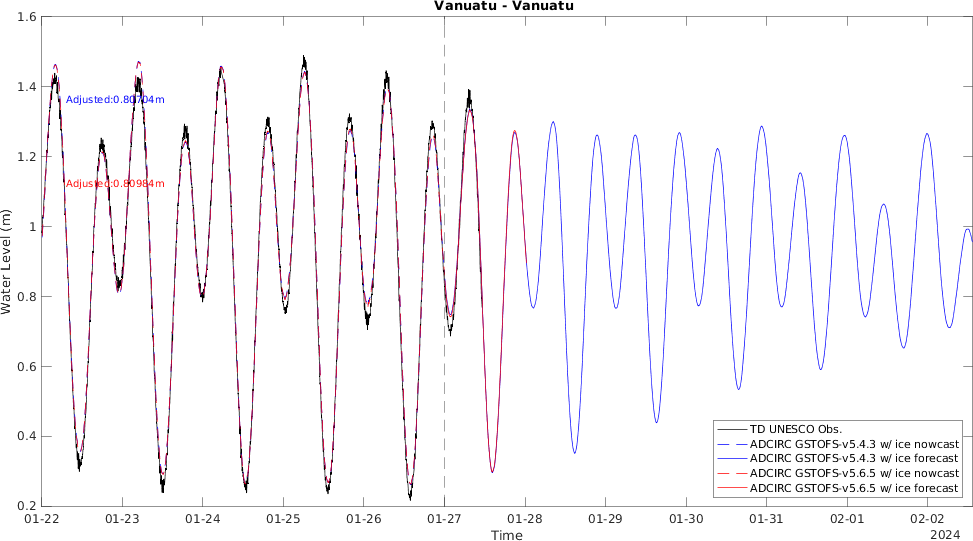 Vanuatu - Vanuatu
1.6
1.4
1.2
1
0.8
0.6
0.4
0.2
Water Level (m)
Adjusted:0.80704m
Adjusted:0.80984m
TD UNESCO Obs.
ADCIRC GSTOFS-v5.4.3 w/ ice nowcast
ADCIRC GSTOFS-v5.4.3 w/ ice forecast
ADCIRC GSTOFS-v5.6.5 w/ ice nowcast
ADCIRC GSTOFS-v5.6.5 w/ ice forecast
01-22 01-23 01-24 01-25 01-26 01-27 01-28 01-29 01-30 01-31 02-01 02-02
Time
2024